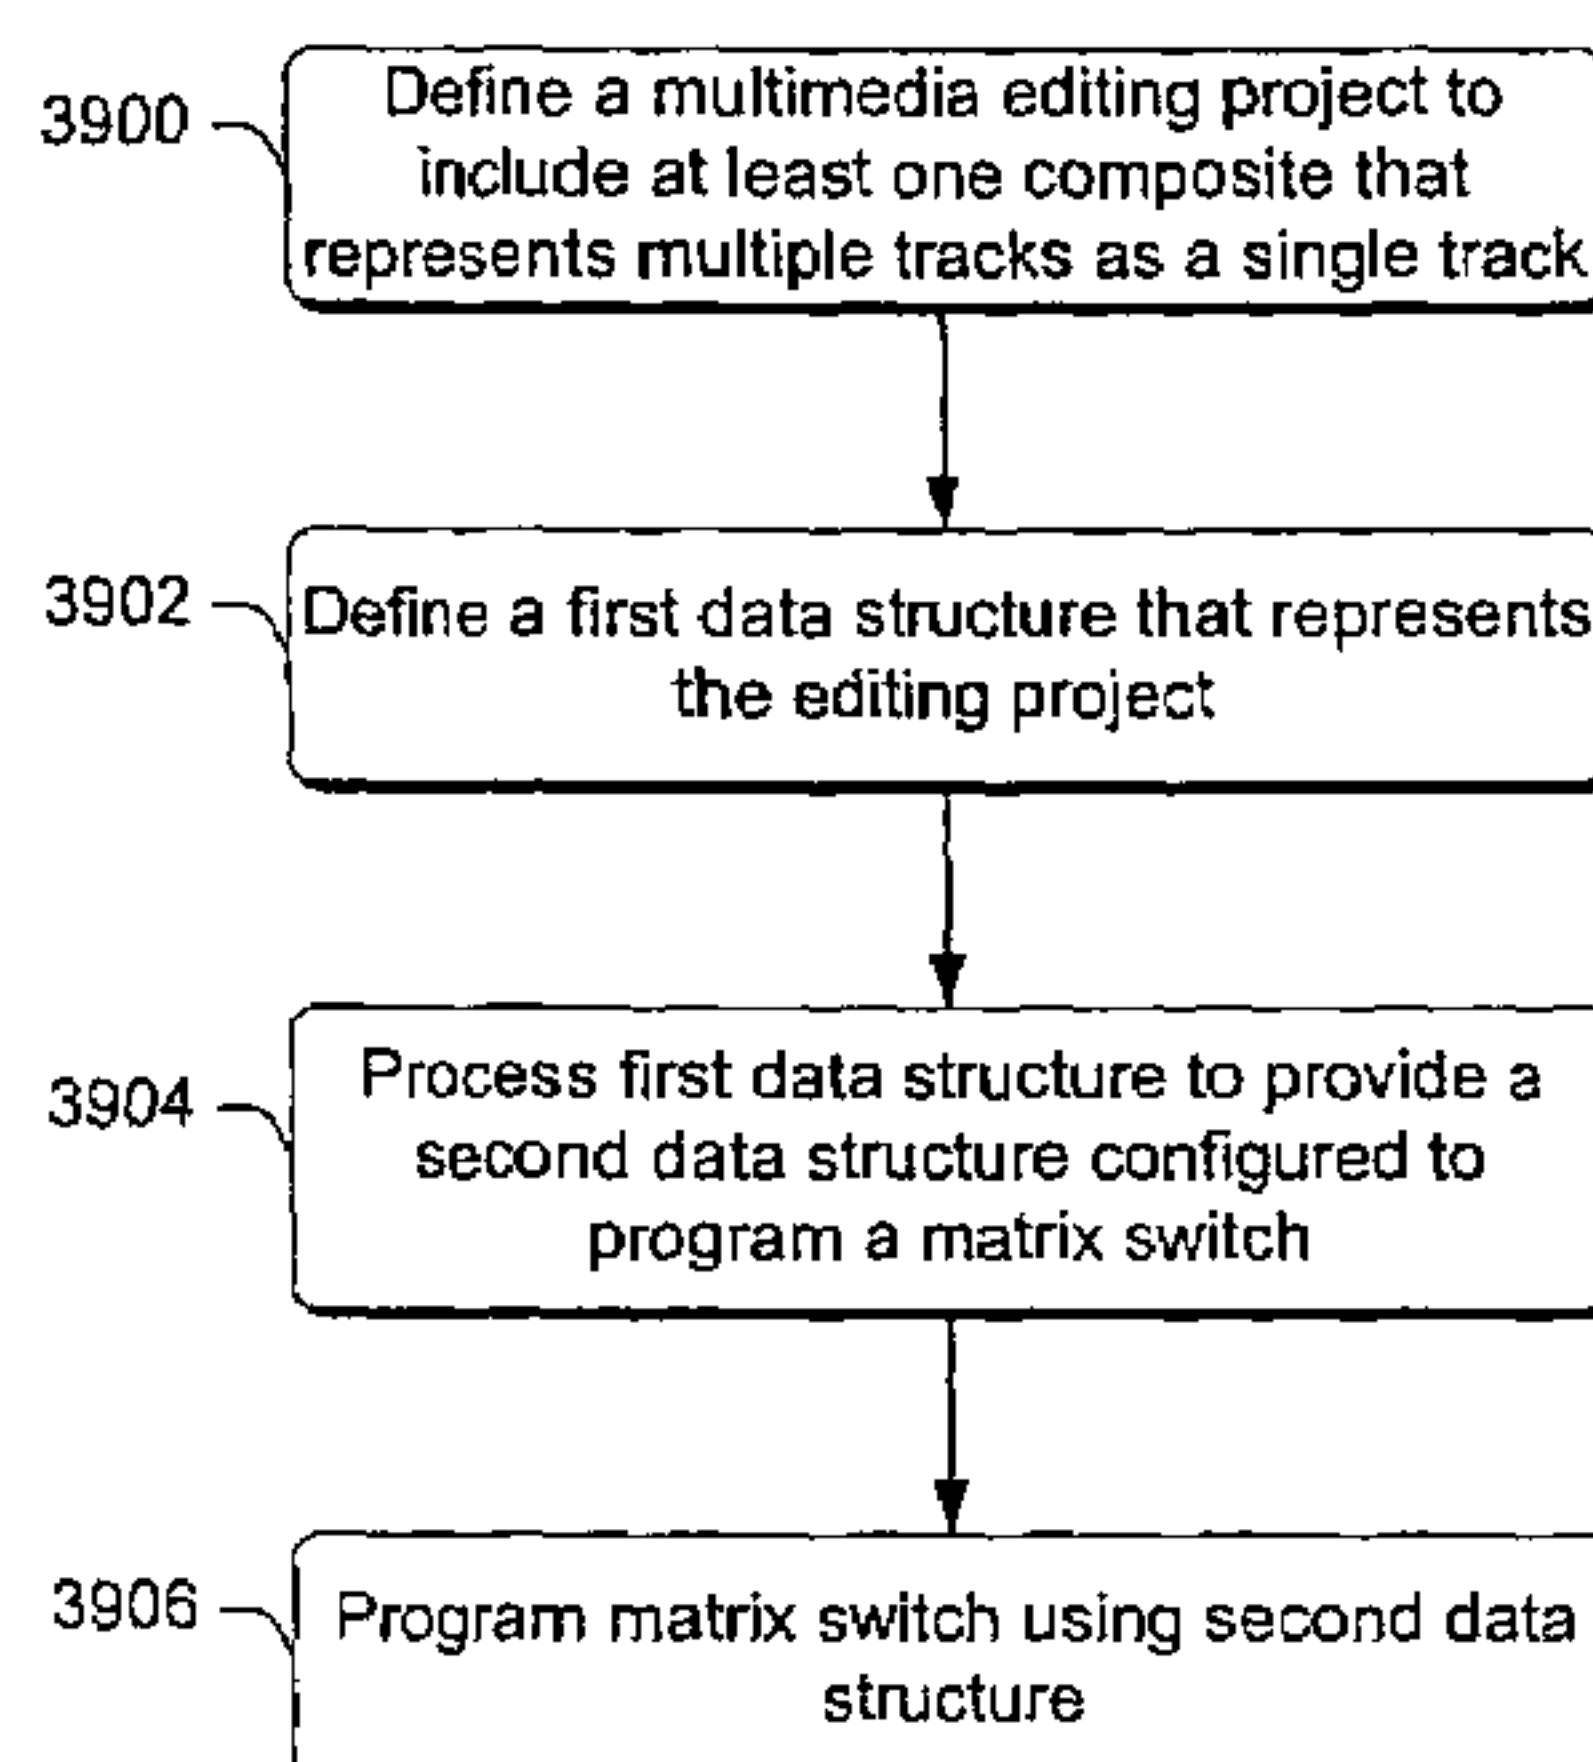 3900
Define a multimedia editing project to
include at least one composite that
represents multiple tracks as a single track
3902
Define a first data structure that represents
the editing project
3904
Process first data structure to provide a
second data structure configured to
program a matrix switch
3906
Program matrix switch using second data
structure